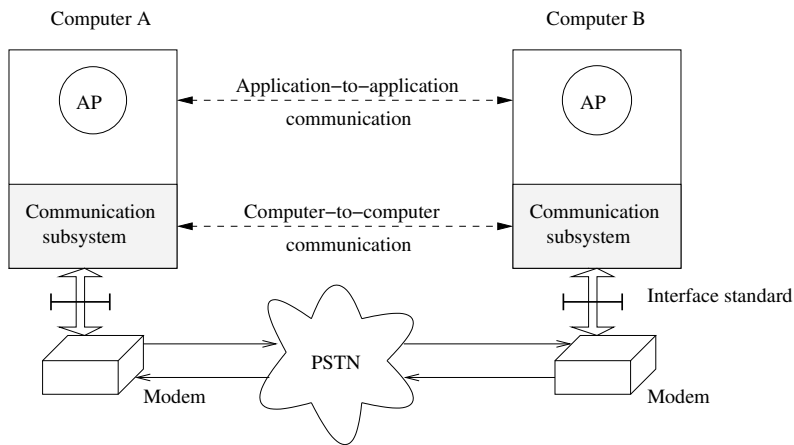 Computer A
Computer B
AP
Application-to-application
communication
AP
Communication
subsystem
Computer-to-computer
communication
Communication
subsystem
Interface standard
PSTN
Modem
Modem